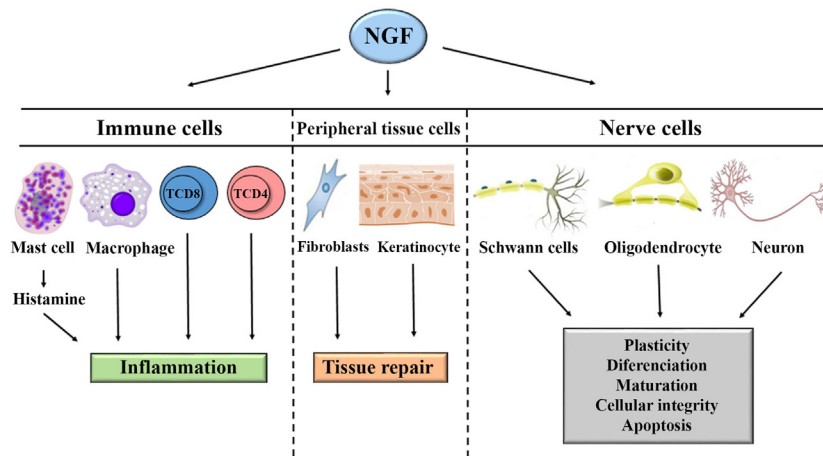 NGF
Immune cells
Peripheral tissue cells
Nerve cells
TCD8
TCD4
Mast cell
Macrophage
Fibroblasts
Keratinocyte
Schwann cells
Oligodendrocyte
Neuron
Histamine
Inflammation
Tissue repair
Plasticity
Diferenciation
Maturation
Cellular integrity
Apoptosis